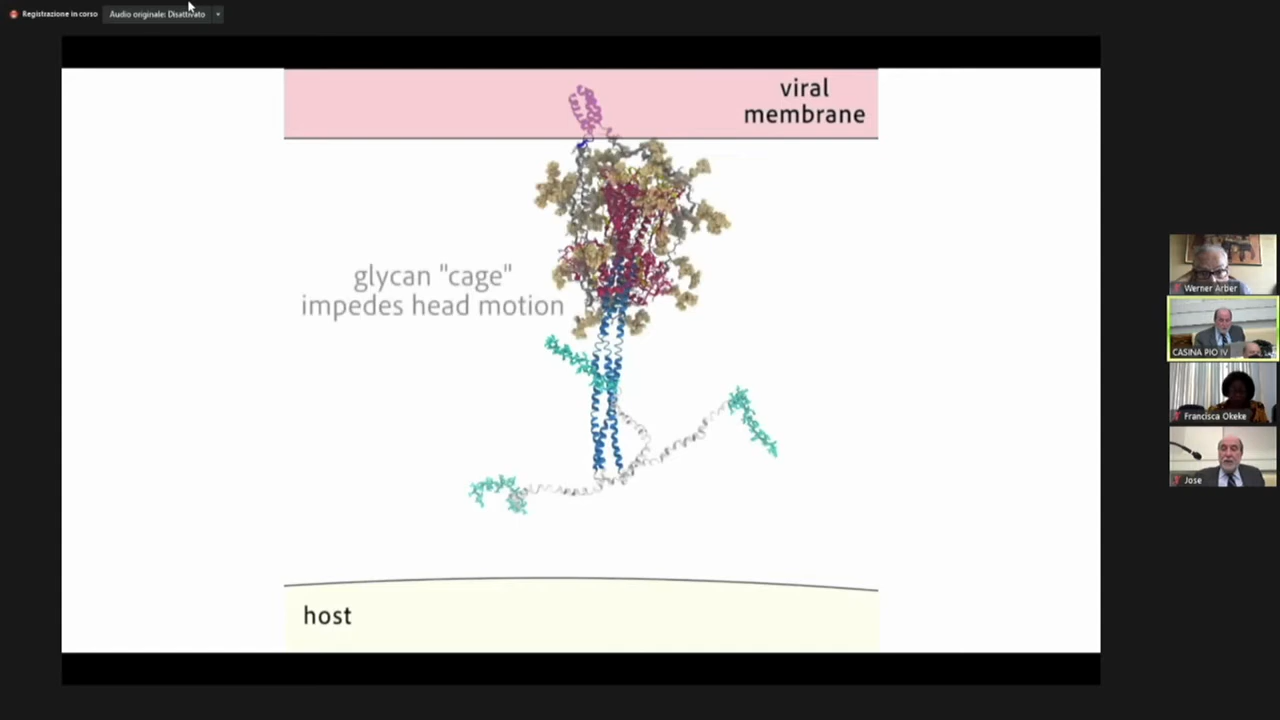 Registrazione in corso
Audio originale: Disattivato
viral
membrane
glycan "cage"
impedes head motion
host
Werner Arber
CASINA PIO IV
Francisca Okeke
Jose